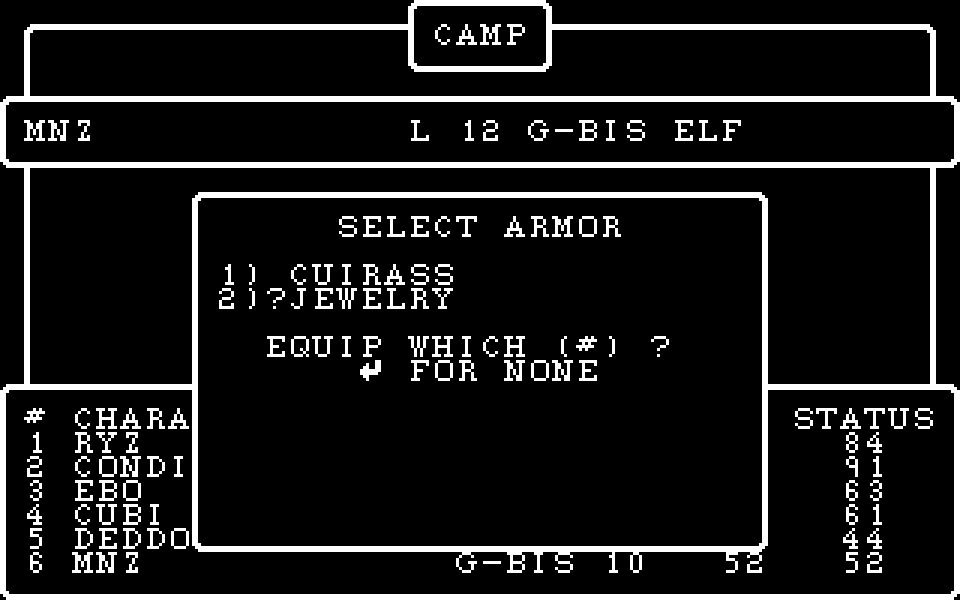 CAMP
MNZ L 12 G-BIS ELF
SELECT ARMOR
1) CUIRASS
2)?JEWELRY
EQUIP WHICH (#) ?
↵ FOR NONE
# CHARA STATUS
1 RYZ 84
2 CONDI 91
3 EBO 63
4 CUBI 61
5 DEDDO 44
6 MNZ G-BIS 10 52 52